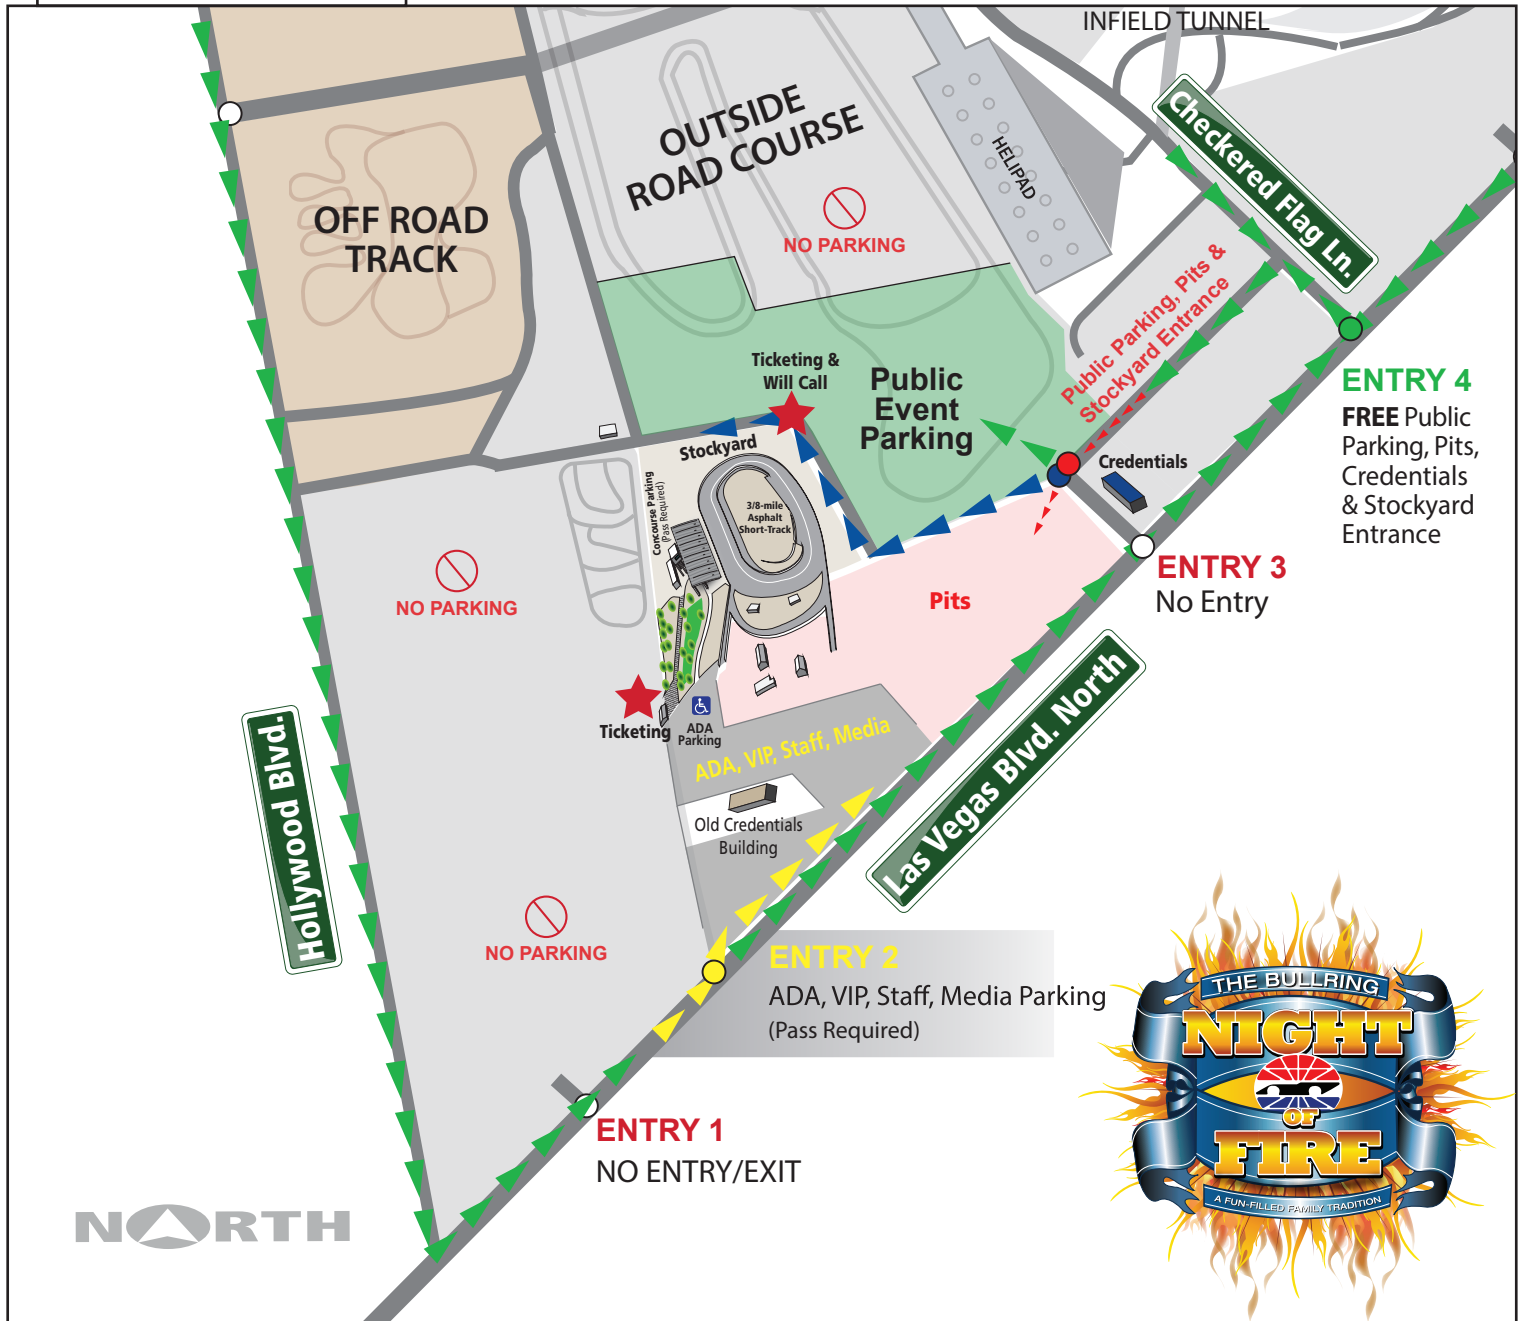 INFIELD TUNNEL
Checkered Flag Ln.
OUTSIDE
ROAD COURSE
HELIPAD
OFF ROAD
TRACK
NO PARKING
Public Parking, Pits &
Stockyard Entrance
Ticketing &
Will Call
Public
Event
Parking
ENTRY 4
FREE Public
Parking, Pits,
Credentials
& Stockyard
Entrance
Stockyard
Credentials
Concourse Parking
(Pass Required)
3/8-mile
Asphalt
Short-Track
NO PARKING
ENTRY 3
No Entry
Pits
Ticketing
ADA
Parking
ADA, VIP, Staff, Media
Las Vegas Blvd. North
Hollywood Blvd.
Old Credentials
Building
NO PARKING
ENTRY 2
ADA, VIP, Staff, Media Parking
(Pass Required)
ENTRY 1
NO ENTRY/EXIT
NORTH
THE BULLRING
NIGHT
OF
FIRE
A FUN-FILLED FAMILY TRADITION